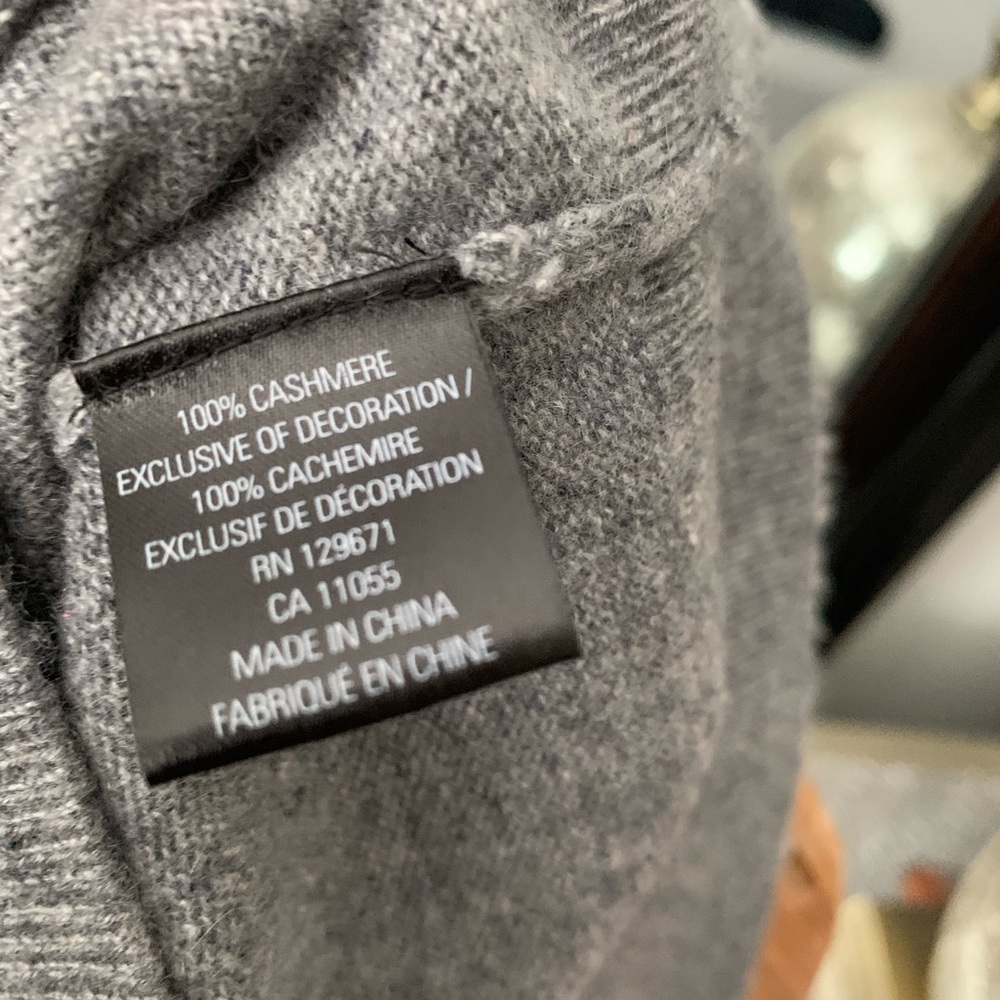 100% CASHMERE
EXCLUSIVE OF DECORATION /
100% CACHEMIRE
EXCLUSIF DE DÉCORATION
RN 129671
CA 11055
MADE IN CHINA
FABRIQUÉ EN CHINE